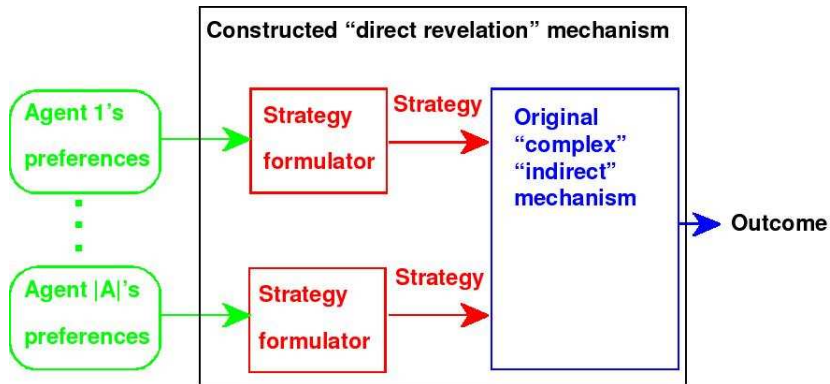 Constructed “direct revelation” mechanism
Agent 1's
preferences
Strategy
formulator
Strategy
Original
“complex”
“indirect”
mechanism
Outcome
Agent |A|'s
preferences
Strategy
formulator
Strategy